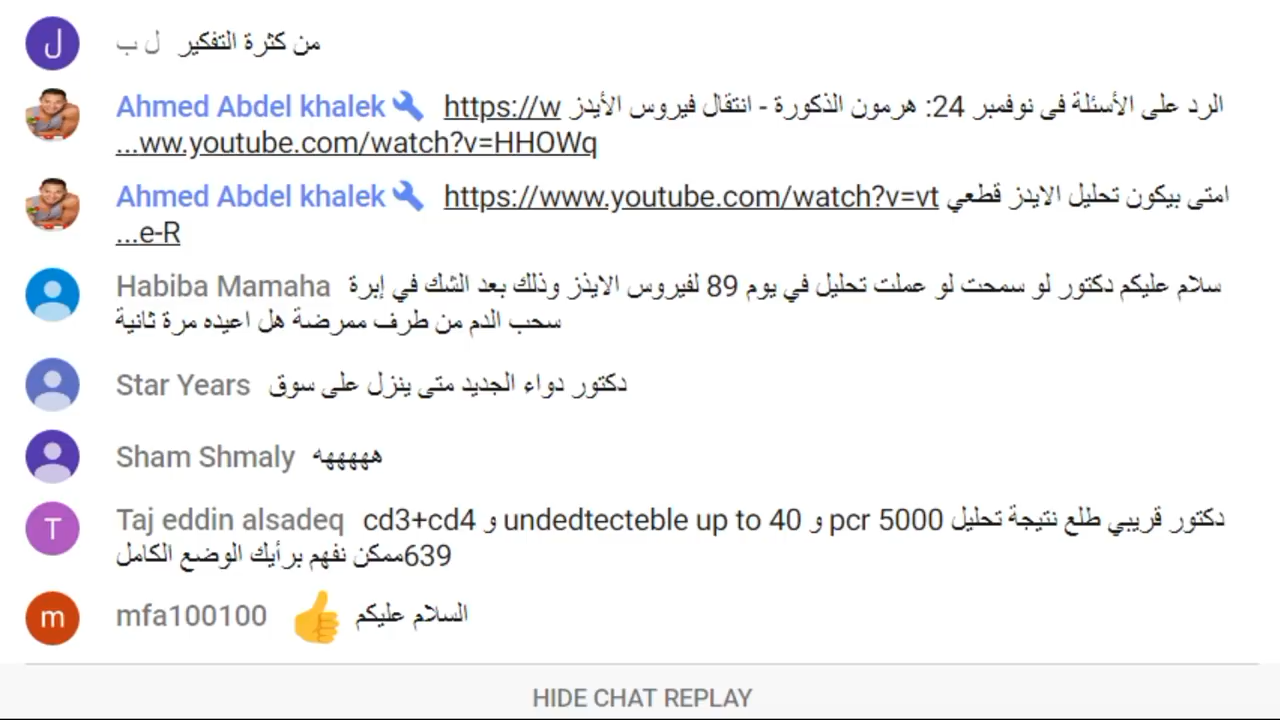 ل ب من كثرة التفكير
Ahmed Abdel khalek الرد على الأسئلة فى نوفمبر 24: هرمون الذكورة - انتقال فيروس الأيدز https://w
...ww.youtube.com/watch?v=HHOWq
Ahmed Abdel khalek امتى بيكون تحليل الايدز قطعي https://www.youtube.com/watch?v=vt
...e-R
Habiba Mamaha سلام عليكم دكتور لو سمحت لو عملت تحليل في يوم 89 لفيروس الايذز وذلك بعد الشك في إبرة
سحب الدم من طرف ممرضة هل اعيده مرة ثانية
Star Years دكتور دواء الجديد متى ينزل على سوق
Sham Shmaly هههههه
Taj eddin alsadeq دكتور قريبي طلع نتيجة تحليل pcr 5000 و undedtecteble up to 40 و cd3+cd4
639ممكن نفهم برأيك الوضع الكامل
mfa100100 السلام عليكم 👍
HIDE CHAT REPLAY
ل
T
m